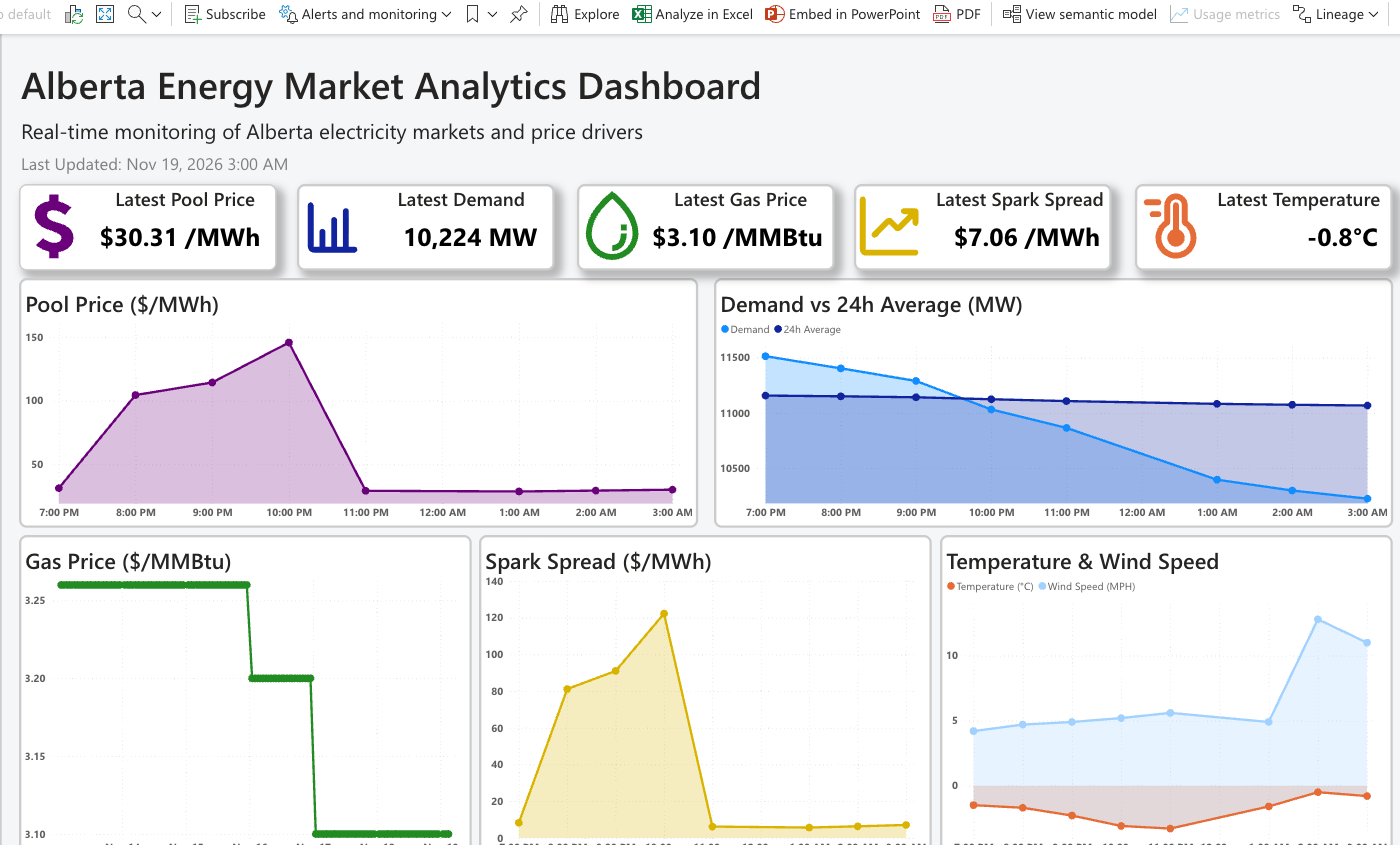 default Subscribe Alerts and monitoring Explore Analyze in Excel Embed in PowerPoint PDF View semantic model Usage metrics Lineage
Alberta Energy Market Analytics Dashboard
Real-time monitoring of Alberta electricity markets and price drivers
Last Updated: Nov 19, 2026 3:00 AM
Latest Pool Price
$30.31 /MWh
Latest Demand
10,224 MW
Latest Gas Price
$3.10 /MMBtu
Latest Spark Spread
$7.06 /MWh
Latest Temperature
-0.8°C
Pool Price ($/MWh)
150
100
50
7:00 PM 8:00 PM 9:00 PM 10:00 PM 11:00 PM 12:00 AM 1:00 AM 2:00 AM 3:00 AM
Demand vs 24h Average (MW)
Demand 24h Average
11500
11000
10500
7:00 PM 8:00 PM 9:00 PM 10:00 PM 11:00 PM 12:00 AM 1:00 AM 2:00 AM 3:00 AM
Gas Price ($/MMBtu)
3.25
3.20
3.15
3.10
Spark Spread ($/MWh)
140
120
100
80
60
40
20
0
Temperature & Wind Speed
Temperature (°C) Wind Speed (MPH)
10
5
0